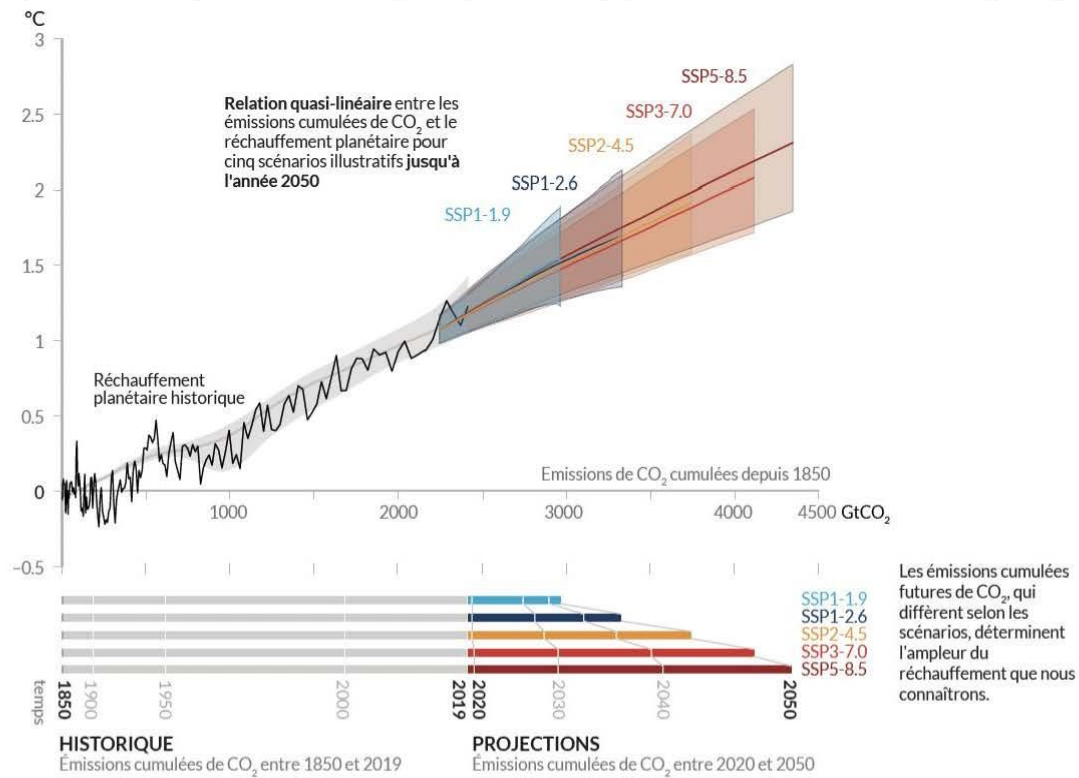 °C
3
2.5
2
1.5
1
0.5
0
−0.5
Relation quasi-linéaire entre les
émissions cumulées de CO₂ et le
réchauffement planétaire pour
cinq scénarios illustratifs jusqu'à
l'année 2050
SSP5-8.5
SSP3-7.0
SSP2-4.5
SSP1-2.6
SSP1-1.9
Réchauffement
planétaire historique
Emissions de CO₂ cumulées depuis 1850
1000 2000 3000 4000 4500 GtCO₂
SSP1-1.9
SSP1-2.6
SSP2-4.5
SSP3-7.0
SSP5-8.5
Les émissions cumulées
futures de CO₂, qui
diffèrent selon les
scénarios, déterminent
l'ampleur du
réchauffement que nous
connaîtrons.
temps 1850 1900 1950 2000 2019 2020 2030 2040 2050
HISTORIQUE
Émissions cumulées de CO₂ entre 1850 et 2019
PROJECTIONS
Émissions cumulées de CO₂ entre 2020 et 2050